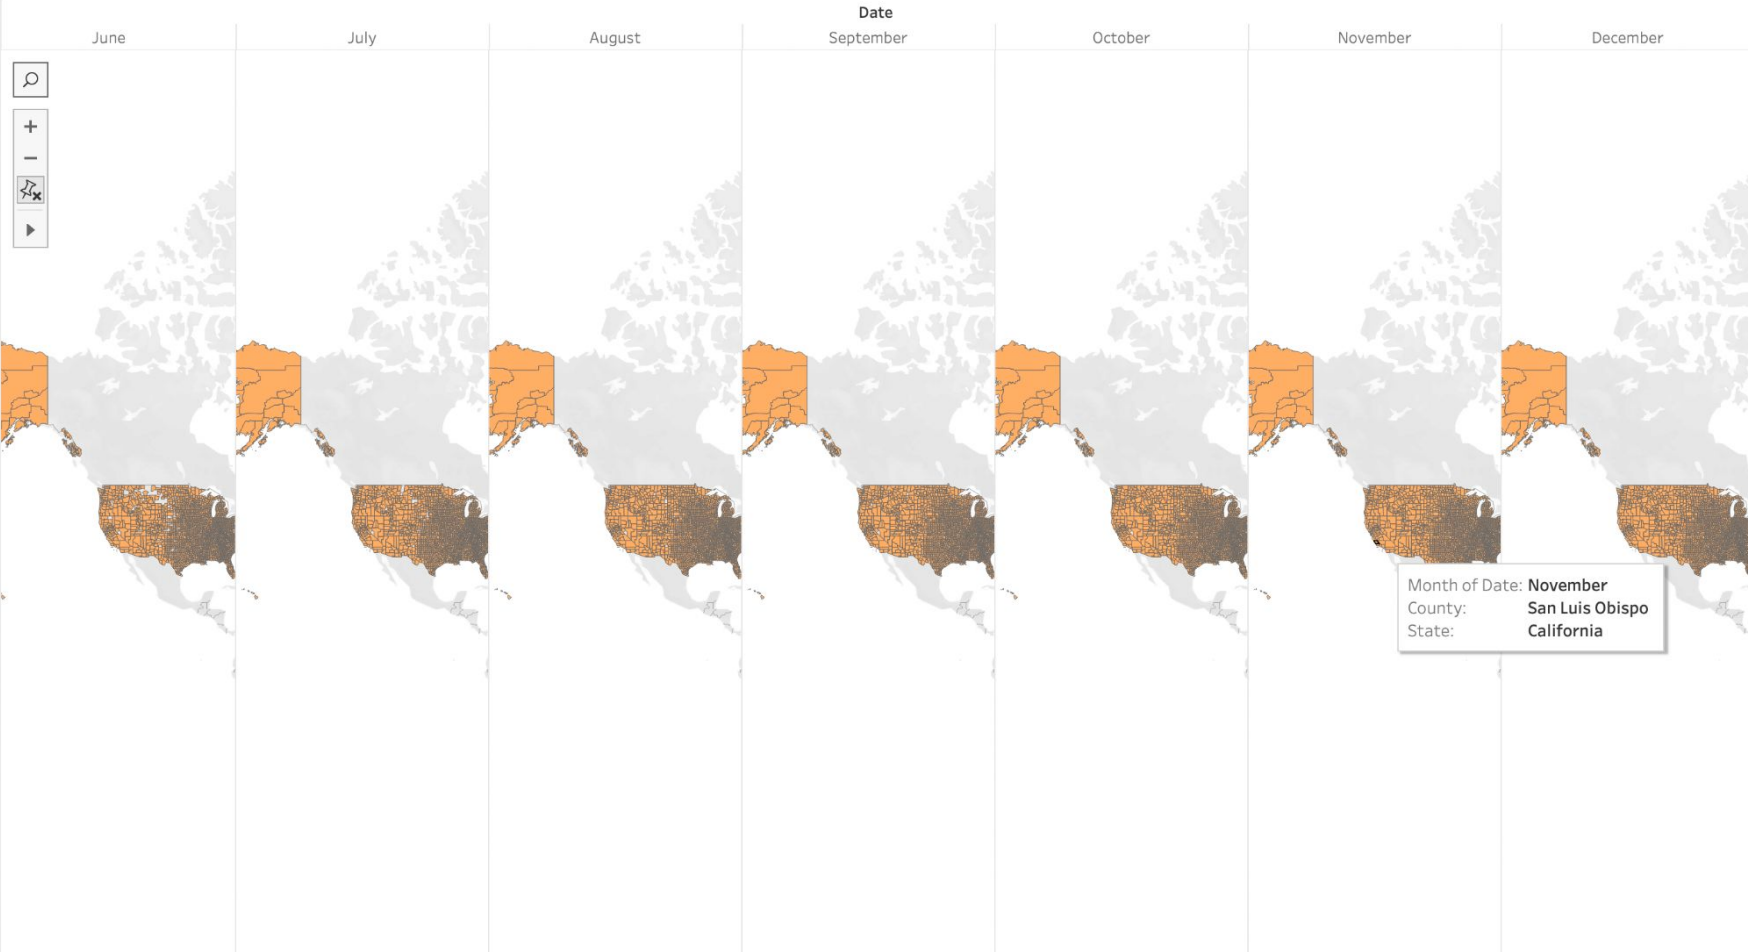 Date
June July August September October November December
Month of Date: November
County: San Luis Obispo
State: California